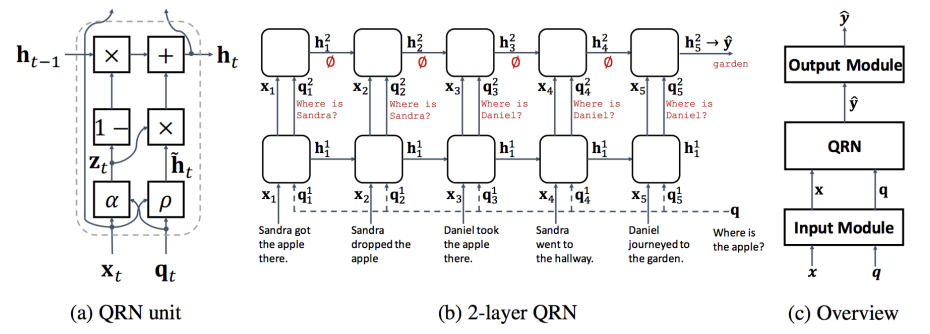 h_{t−1}
×
+
h_t
1 −
×
z_t
h̃_t
α
ρ
x_t
q_t
(a) QRN unit
h_1^2
h_2^2
h_3^2
h_4^2
h_5^2 → ŷ
∅
∅
∅
∅
garden
x_1
q_1^2
x_2
q_2^2
x_3
q_3^2
x_4
q_4^2
x_5
q_5^2
Where is
Sandra?
Where is
Sandra?
Where is
Daniel?
Where is
Daniel?
Where is
Daniel?
h_1^1
h_1^1
h_1^1
h_1^1
h_1^1
x_1
q_1^1
x_2
q_2^1
x_3
q_3^1
x_4
q_4^1
x_5
q_5^1
q
Sandra got
the apple
there.
Sandra
dropped the
apple
Daniel took
the apple
there.
Sandra
went to
the hallway.
Daniel
journeyed to
the garden.
Where is
the apple?
(b) 2-layer QRN
ŷ
Output Module
ŷ
QRN
x
q
Input Module
x
q
(c) Overview